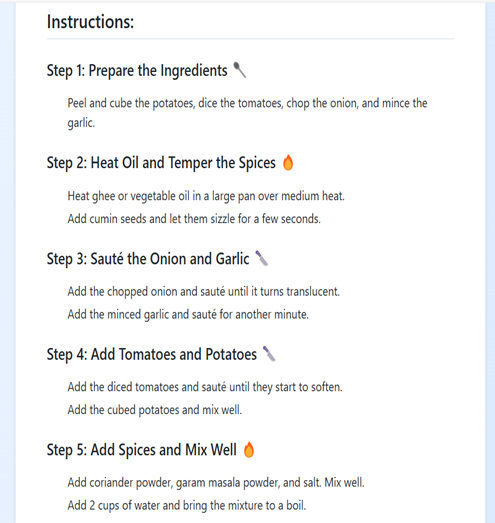 Instructions:
Step 1: Prepare the Ingredients 🥄
Peel and cube the potatoes, dice the tomatoes, chop the onion, and mince the
garlic.
Step 2: Heat Oil and Temper the Spices 🔥
Heat ghee or vegetable oil in a large pan over medium heat.
Add cumin seeds and let them sizzle for a few seconds.
Step 3: Sauté the Onion and Garlic 🔪
Add the chopped onion and sauté until it turns translucent.
Add the minced garlic and sauté for another minute.
Step 4: Add Tomatoes and Potatoes 🔪
Add the diced tomatoes and sauté until they start to soften.
Add the cubed potatoes and mix well.
Step 5: Add Spices and Mix Well 🔥
Add coriander powder, garam masala powder, and salt. Mix well.
Add 2 cups of water and bring the mixture to a boil.